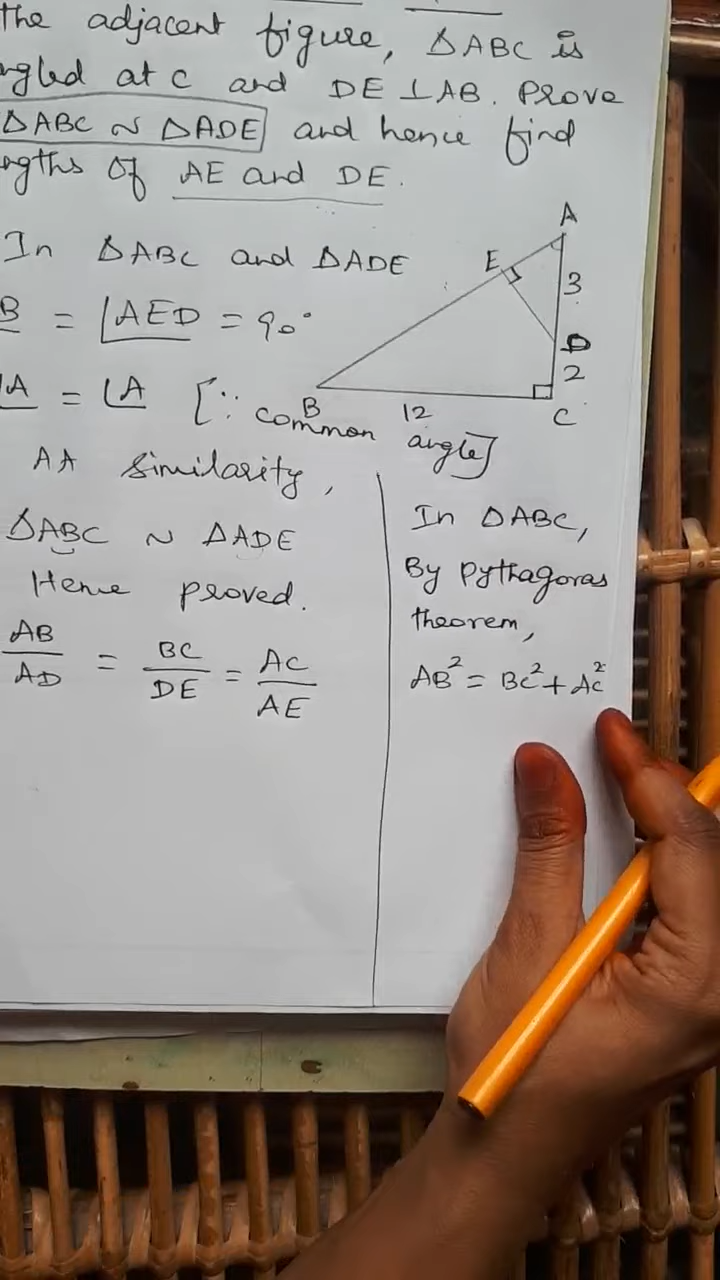 the adjacent figure, ΔABC is
ngled at C and DE ⊥ AB. Prove
ΔABC ~ ΔADE and hence find
ngths of AE and DE.
In ΔABC and ΔADE
B = ∠AED = 90°
∠A = ∠A [∵ common angle]
A
E
3
D
2
B
12
C
AA similarity,
ΔABC ~ ΔADE
Hence proved.
AB/AD = BC/DE = AC/AE
In ΔABC,
By Pythagoras
theorem,
AB² = BC² + AC²